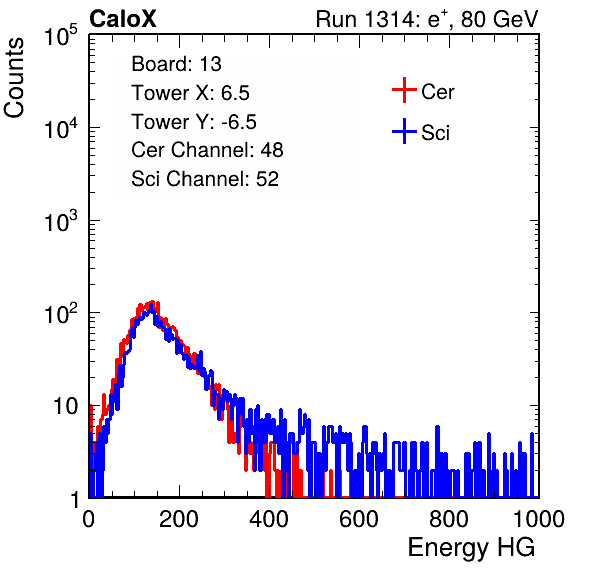 CaloX Run 1314: e⁺, 80 GeV
Counts
10⁵
10⁴
10³
10²
10
1
Board: 13
Tower X: 6.5
Tower Y: -6.5
Cer Channel: 48
Sci Channel: 52
Cer
Sci
0 200 400 600 800 1000
Energy HG